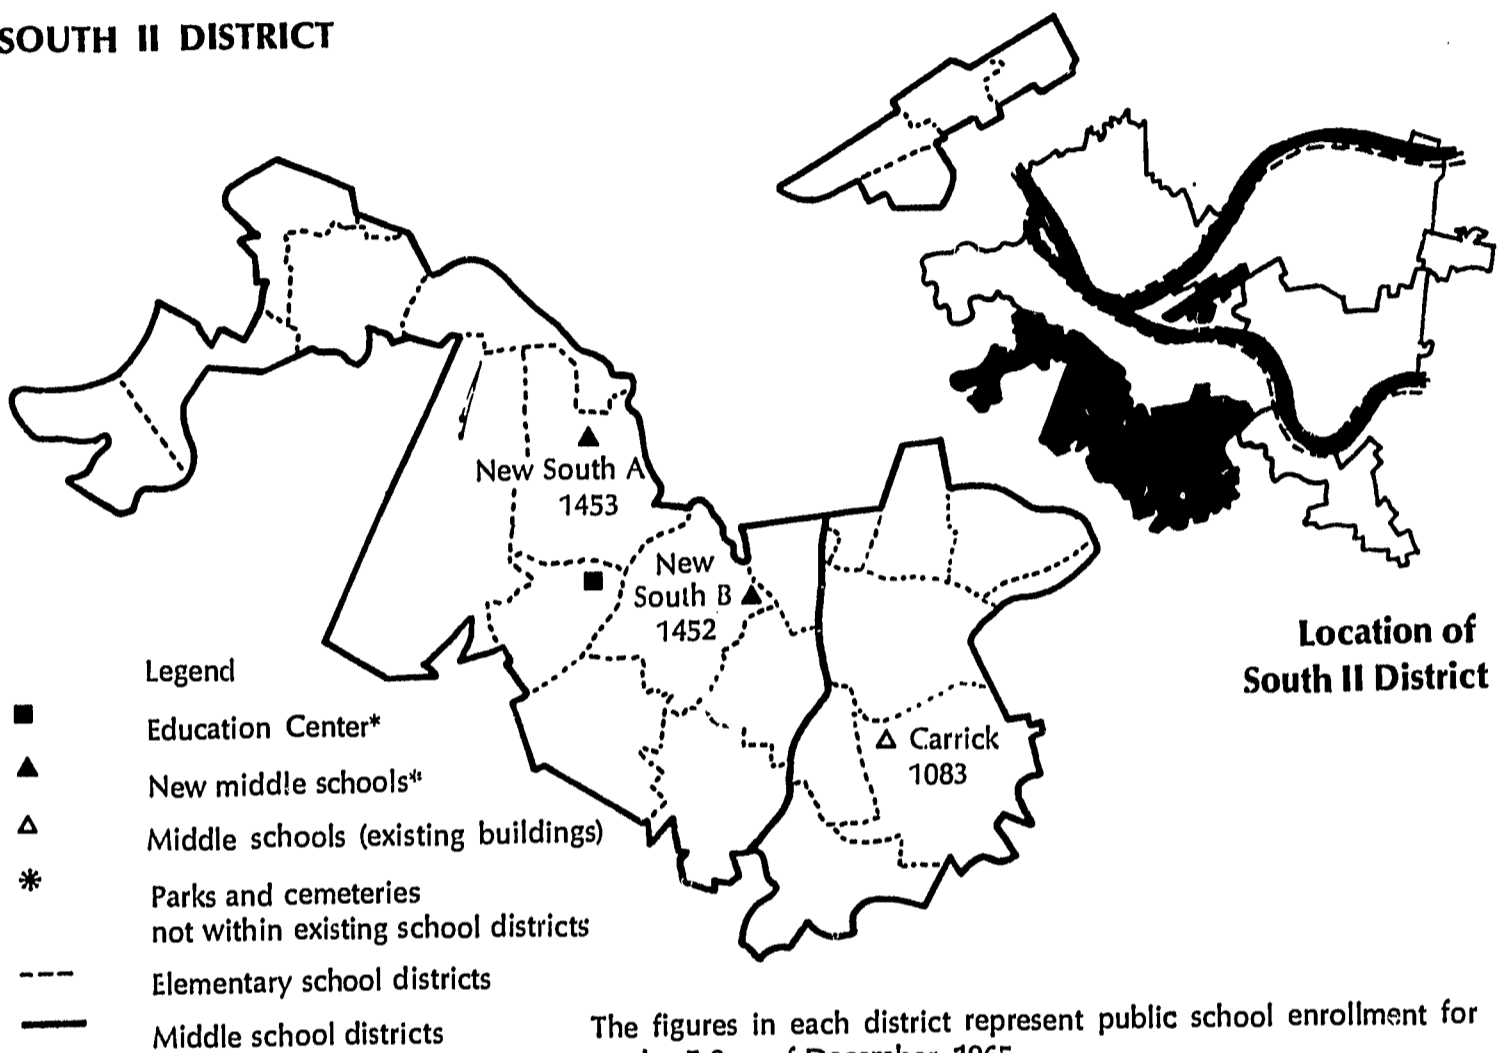 SOUTH II DISTRICT
New South A
1453
New
South B
1452
Carrick
1083
Location of
South II District
Legend
Education Center*
New middle schools*
Middle schools (existing buildings)
Parks and cemeteries
not within existing school districts
Elementary school districts
Middle school districts
The figures in each district represent public school enrollment for